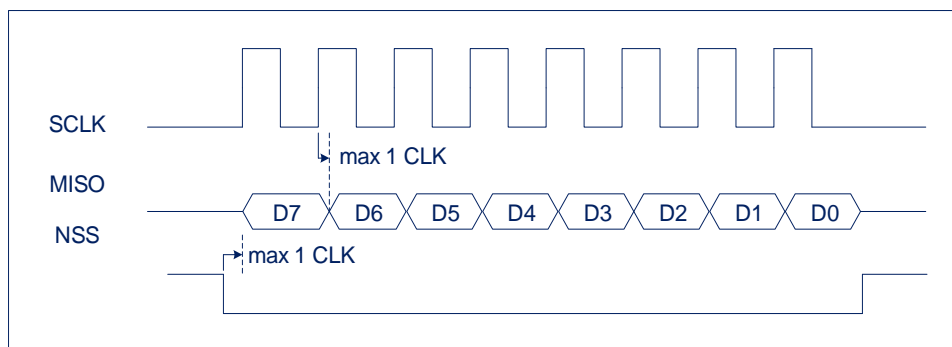 SCLK
max 1 CLK
MISO
D7 D6 D5 D4 D3 D2 D1 D0
NSS
max 1 CLK